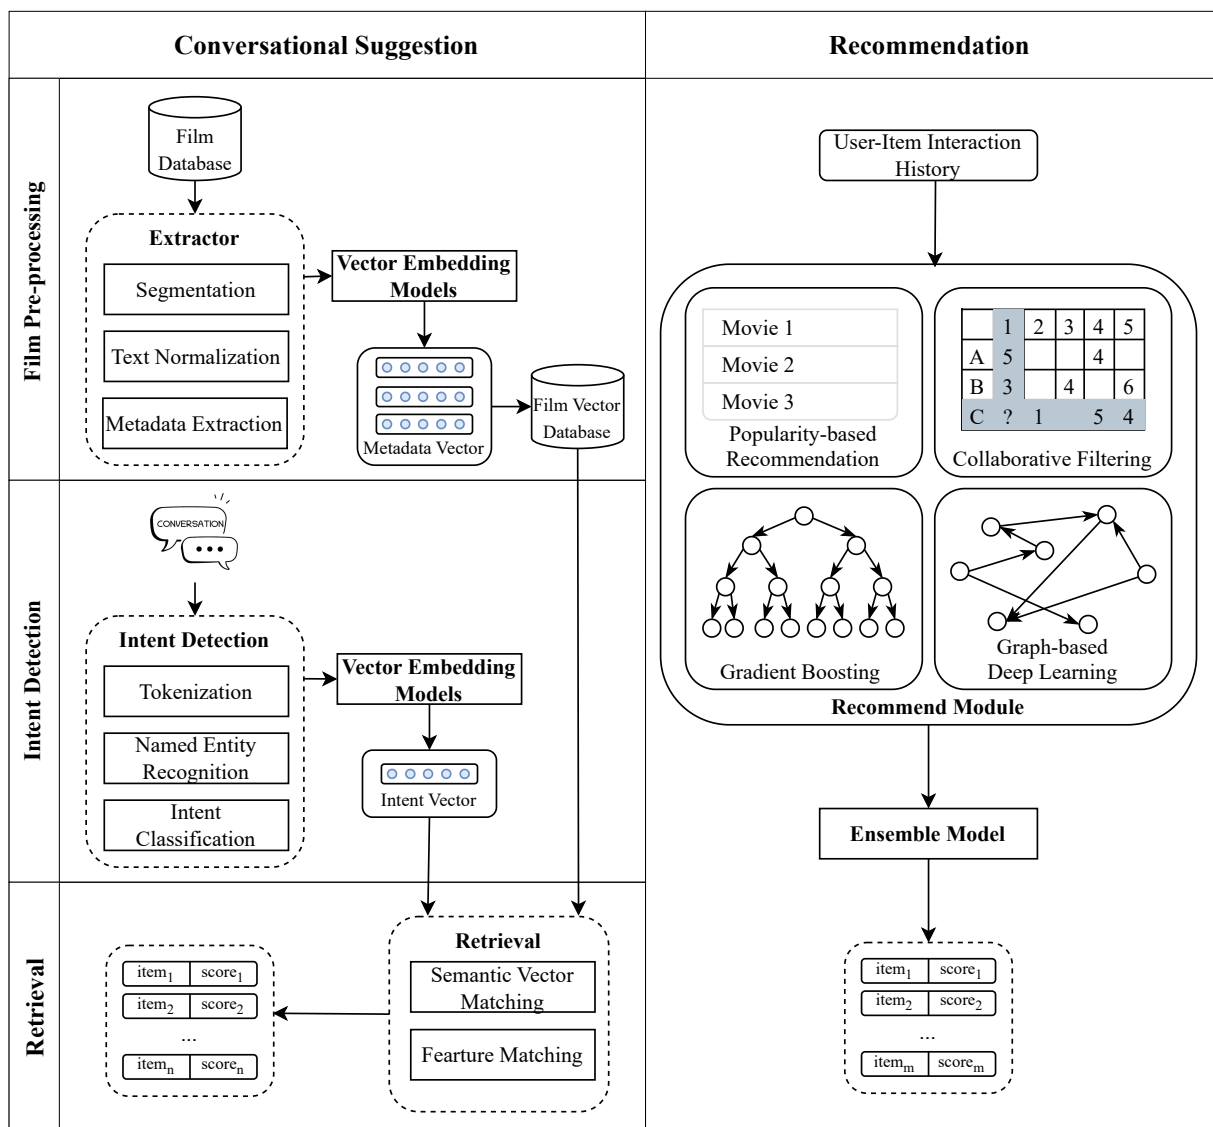 Conversational Suggestion
Recommendation
Film Pre-processing
Film
Database
Extractor
Segmentation
Text Normalization
Metadata Extraction
Vector Embedding
Models
Metadata Vector
Film Vector
Database
Intent Detection
CONVERSATION
Intent Detection
Tokenization
Named Entity
Recognition
Intent
Classification
Vector Embedding
Models
Intent Vector
Retrieval
Retrieval
Semantic Vector
Matching
Fearture Matching
item1 score1
item2 score2
...
itemn scoren
User-Item Interaction
History
Movie 1
Movie 2
Movie 3
Popularity-based
Recommendation
1 2 3 4 5
A 5 4
B 3 4 6
C ? 1 5 4
Collaborative Filtering
Gradient Boosting
Graph-based
Deep Learning
Recommend Module
Ensemble Model
item1 score1
item2 score2
...
itemm scorem